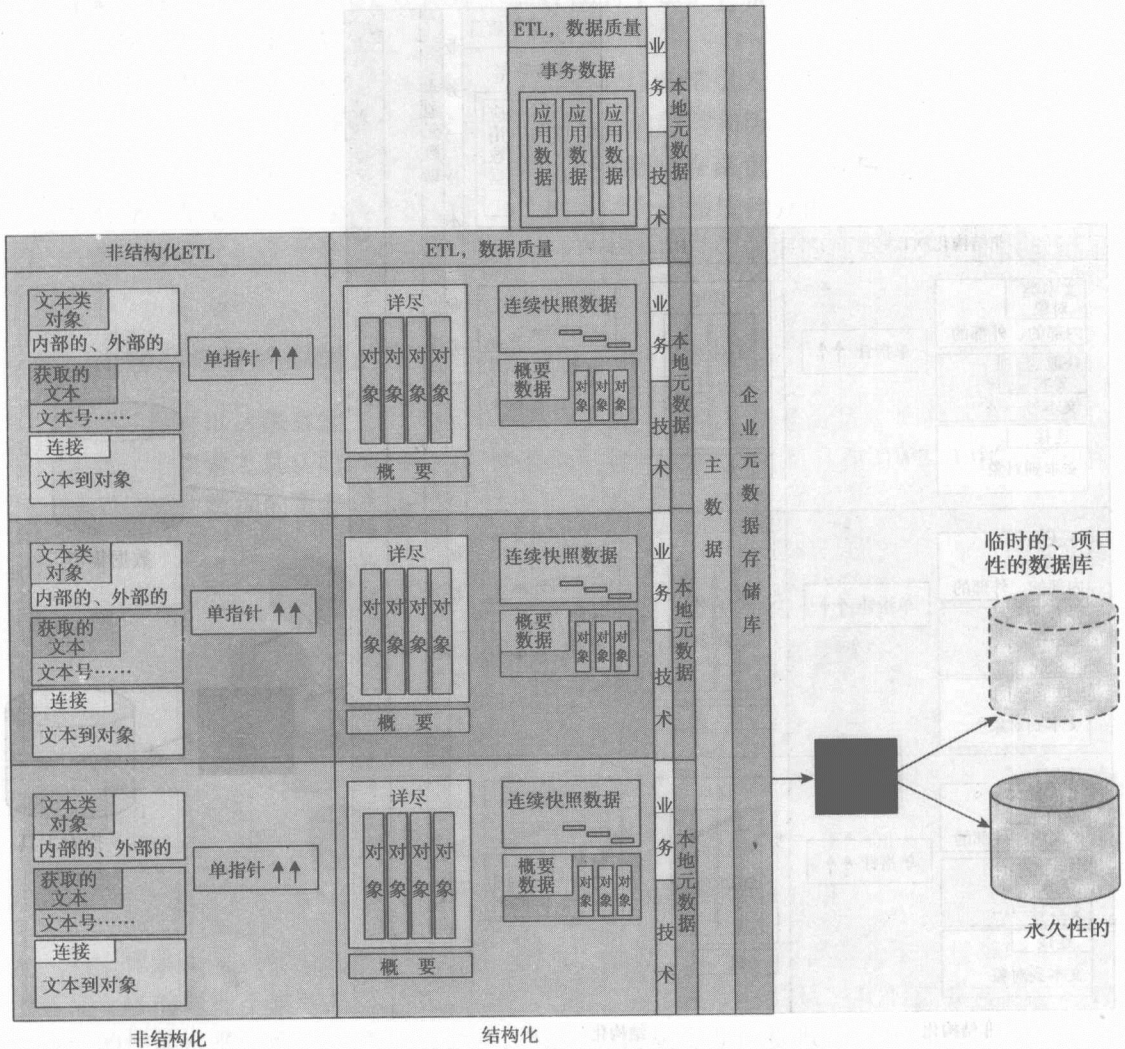 ETL，数据质量
事务数据
应用数据
应用数据
应用数据
业务
技术
本地元数据
非结构化ETL
ETL，数据质量
文本类
对象
内部的、外部的
获取的
文本
文本号……
连接
文本到对象
单指针
详尽
对象
对象
对象
对象
概 要
连续快照数据
概要
数据
对象
对象
对象
业务
技术
本地元数据
文本类
对象
内部的、外部的
获取的
文本
文本号……
连接
文本到对象
单指针
详尽
对象
对象
对象
对象
概 要
连续快照数据
概要
数据
对象
对象
对象
业务
技术
本地元数据
文本类
对象
内部的、外部的
获取的
文本
文本号……
连接
文本到对象
单指针
详尽
对象
对象
对象
对象
概 要
连续快照数据
概要
数据
对象
对象
对象
业务
技术
本地元数据
主数据
企业元数据存储库
临时的、项目
性的数据库
永久性的
非结构化
结构化